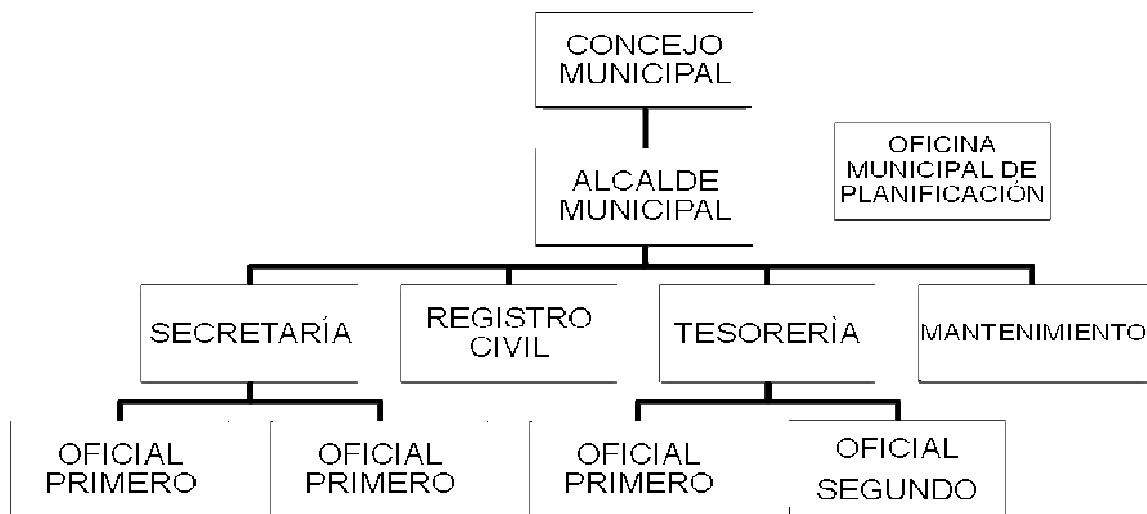 CONCEJO
MUNICIPAL
ALCALDE
MUNICIPAL
OFICINA
MUNICIPAL DE
PLANIFICACIÓN
SECRETARÍA
REGISTRO
CIVIL
TESORERÌA
MANTENIMIENTO
OFICIAL
PRIMERO
OFICIAL
PRIMERO
OFICIAL
PRIMERO
OFICIAL
SEGUNDO